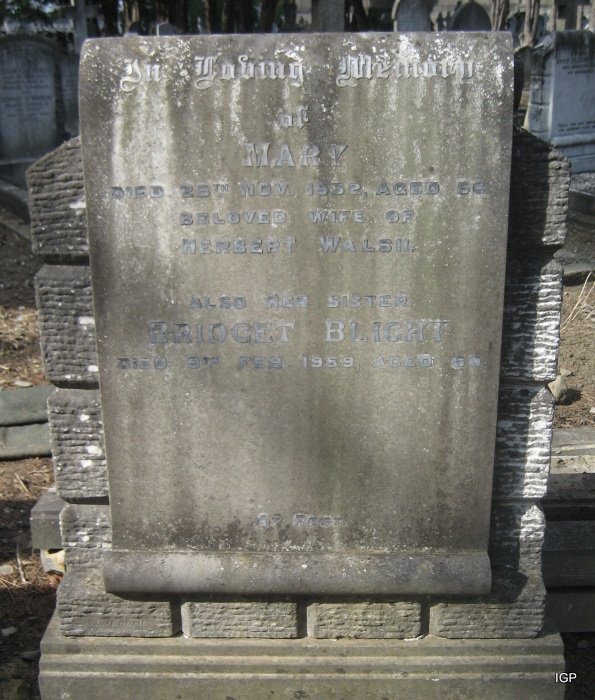 In Loving Memory
of
MARY
DIED 25TH NOV. 1952, AGED 56
BELOVED WIFE OF
HERBERT WALSH.
ALSO HER SISTER
BRIDGET BLIGHT
DIED 9TH FEB 1959, AGED
AT REST
IGP